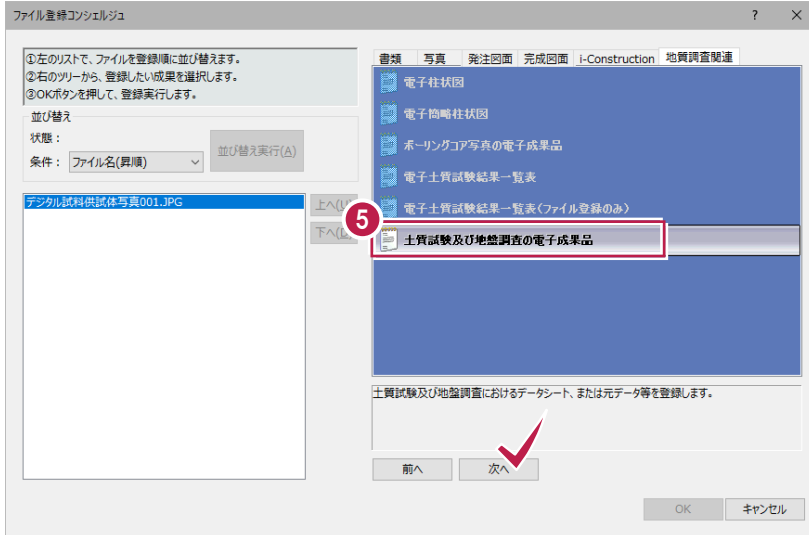 ファイル登録コンシェルジュ
?
①左のリストで、ファイルを登録順に並び替えます。
②右のツリーから、登録したい成果を選択します。
③OKボタンを押して、登録実行します。
並び替え
状態：
条件： ファイル名(昇順)
並び替え実行(A)
デジタル試料供試体写真001.JPG
上へ(U)
下へ(D)
書類 写真 発注図面 完成図面 i-Construction 地質調査関連
電子柱状図
電子簡略柱状図
ボーリングコア写真の電子成果品
電子土質試験結果一覧表
電子土質試験結果一覧表(ファイル登録のみ)
5
土質試験及び地盤調査の電子成果品
土質試験及び地盤調査におけるデータシート、または元データ等を登録します。
前へ 次へ
OK キャンセル